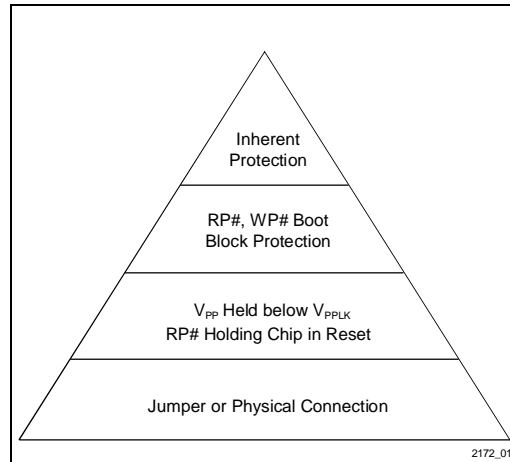 Inherent
Protection
RP#, WP# Boot
Block Protection
VPP Held below VPPLK
RP# Holding Chip in Reset
Jumper or Physical Connection
2172_01